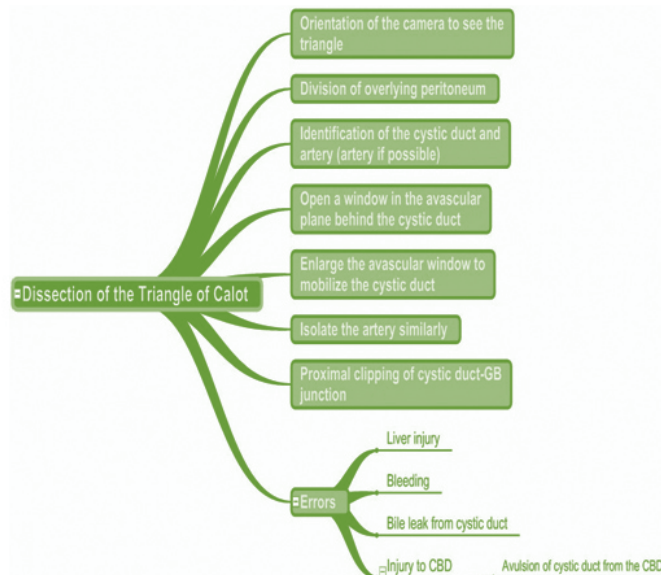 Orientation of the camera to see the
triangle
Division of overlying peritoneum
Identification of the cystic duct and
artery (artery if possible)
Open a window in the avascular
plane behind the cystic duct
Enlarge the avascular window to
mobilize the cystic duct
Dissection of the Triangle of Calot
Isolate the artery similarly
Proximal clipping of cystic duct-GB
junction
Liver injury
Bleeding
Errors
Bile leak from cystic duct
Injury to CBD
Avulsion of cystic duct from the CBD